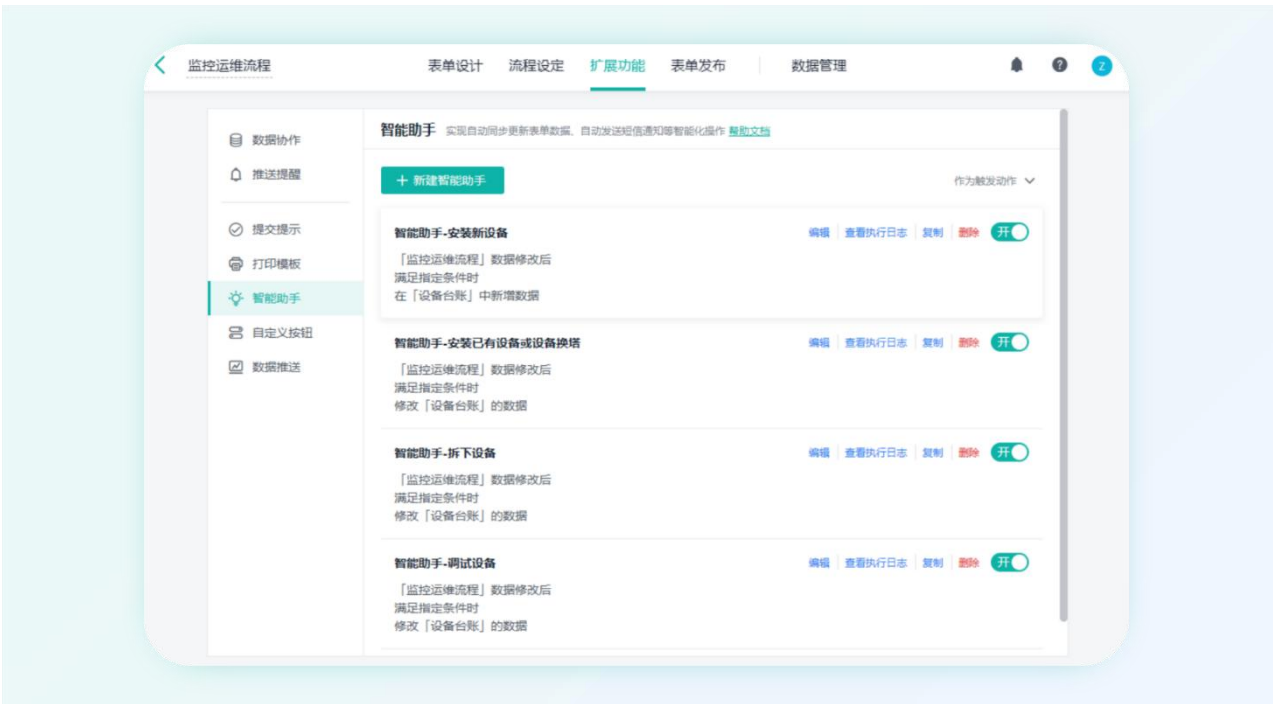 监控运维流程
表单设计 流程设定 扩展功能 表单发布 数据管理
Z
数据协作
推送提醒
提交提示
打印模板
智能助手
自定义按钮
数据推送
智能助手 实现自动同步更新表单数据、自动发送短信通知等智能化操作 帮助文档
+ 新建智能助手
作为触发动作
智能助手-安装新设备 编辑 查看执行日志 复制 删除 开
「监控运维流程」数据修改后
满足指定条件时
在「设备台账」中新增数据
智能助手-安装已有设备或设备换塔 编辑 查看执行日志 复制 删除 开
「监控运维流程」数据修改后
满足指定条件时
修改「设备台账」的数据
智能助手-拆下设备 编辑 查看执行日志 复制 删除 开
「监控运维流程」数据修改后
满足指定条件时
修改「设备台账」的数据
智能助手-调试设备 编辑 查看执行日志 复制 删除 开
「监控运维流程」数据修改后
满足指定条件时
修改「设备台账」的数据